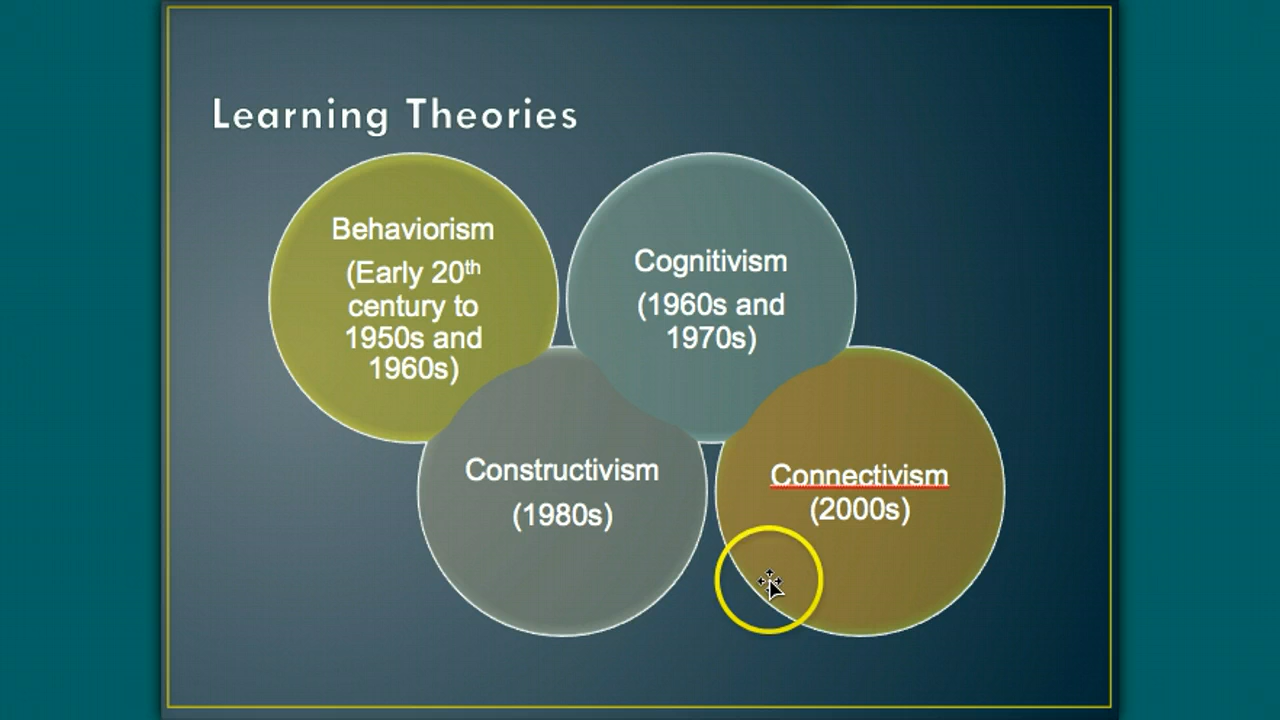 Learning Theories
Behaviorism
(Early 20th
century to
1950s and
1960s)
Cognitivism
(1960s and
1970s)
Constructivism
(1980s)
Connectivism
(2000s)